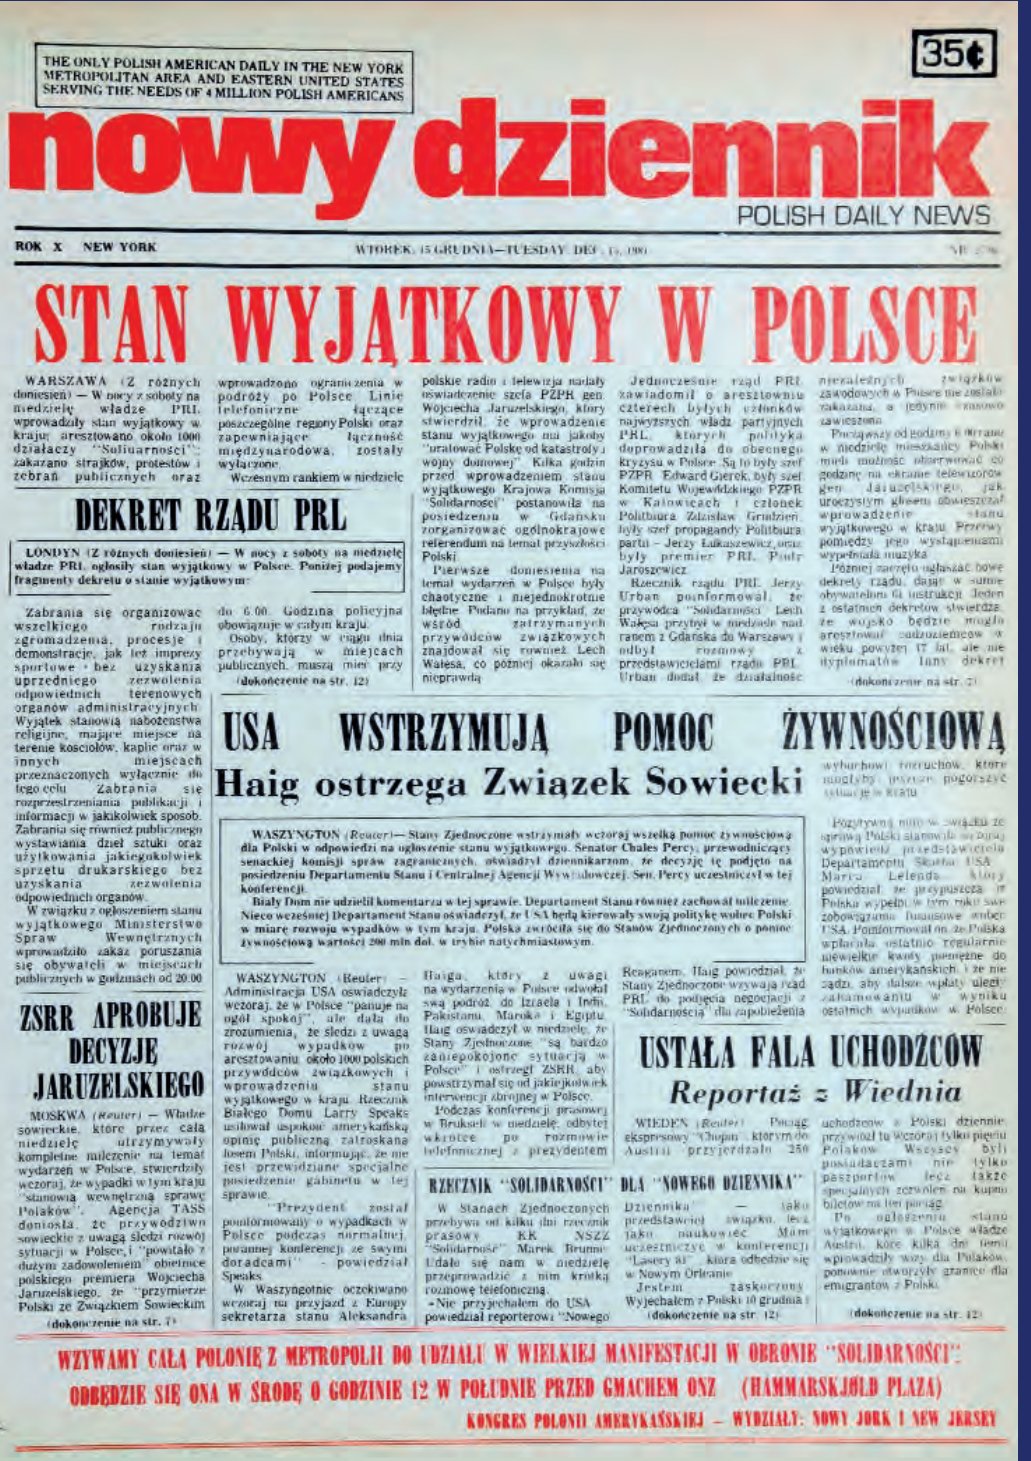 35¢
THE ONLY POLISH AMERICAN DAILY IN THE NEW YORK
METROPOLITAN AREA AND EASTERN UNITED STATES
SERVING THE NEEDS OF 4 MILLION POLISH AMERICANS
nowy dziennik
POLISH DAILY NEWS
ROK X NEW YORK
WTOREK, 15 GRUDNIA—TUESDAY, DEC. 15, 1981
STAN WYJĄTKOWY W POLSCE
WARSZAWA (Z różnych
doniesień) — W nocy z soboty na
niedzielę władze PRL
wprowadziły stan wyjątkowy w
kraju; aresztowano około 1000
działaczy "Solidarności";
zakazano strajków, protestów i
zebrań publicznych oraz
wprowadzono ograniczenia w
podróży po Polsce. Linie
telefoniczne łączące
poszczególne regiony Polski oraz
zapewniające łączność
międzynarodową, zostały
wyłączone.
Wczesnym rankiem w niedzielę
polskie radio i telewizja nadały
oświadczenie szefa PZPR gen.
Wojciecha Jaruzelskiego, który
stwierdził, że wprowadzenie
stanu wyjątkowego ma jakoby
"uratować Polskę od katastrofy i
wojny domowej". Kilka godzin
przed wprowadzeniem stanu
wyjątkowego Krajowa Komisja
"Solidarności" postanowiła na
posiedzeniu w Gdańsku
zorganizować ogólnokrajowe
referendum na temat przyszłości
Polski.
Pierwsze doniesienia na
temat wydarzeń w Polsce były
chaotyczne i niejednokrotnie
błędne. Podano na przykład, że
wśród zatrzymanych
przywódców związkowych
znajdował się również Lech
Wałęsa, co później okazało się
nieprawdą.
Jednocześnie rząd PRL
zawiadomił o aresztowaniu
czterech byłych członków
najwyższych władz partyjnych
PRL, których polityka
doprowadziła do obecnego
kryzysu w Polsce. Są to były szef
PZPR Edward Gierek, były szef
Komitetu Wojewódzkiego PZPR
w Katowicach i członek
Politbiura Zdzisław Grudzień,
były szef propagandy Politbiura
partii – Jerzy Łukaszewicz, oraz
były premier PRL Piotr
Jaroszewicz.
Rzecznik rządu PRL Jerzy
Urban poinformował, że
przywódca "Solidarności" Lech
Wałęsa przybył w niedzielę nad
ranem z Gdańska do Warszawy i
odbył rozmowy z
przedstawicielami rządu PRL.
Urban dodał, że działalność
niezależnych związków
zawodowych w Polsce nie została
zakazana, a jedynie czasowo
zawieszona.
Począwszy od godziny 6 do rana
w niedzielę mieszkańcy Polski
mieli możność obserwować co
godzinę na ekranie telewizorów
gen. Jaruzelskiego, jak
uroczystym głosem obwieszczał
wprowadzenie stanu
wyjątkowego w kraju. Przerwy
pomiędzy jego wystąpieniami
wypełniała muzyka.
Później zaczęto ogłaszać nowe
dekrety rządu, dając w sumie
obywatelom 61 instrukcji. Jeden
z ostatnich dekretów stwierdza,
że wojsko będzie mogło
aresztować cudzoziemców w
wieku powyżej 17 lat, ale nie
dyplomatów. Inny dekret
(dokończenie na str. 7)
DEKRET RZĄDU PRL
LONDYN (Z różnych doniesień) — W nocy z soboty na niedzielę
władze PRL ogłosiły stan wyjątkowy w Polsce. Poniżej podajemy
fragmenty dekretu o stanie wyjątkowym:
Zabrania się organizować
wszelkiego rodzaju
zgromadzenia, procesje i
demonstracje, jak też imprezy
sportowe - bez uzyskania
uprzedniego zezwolenia
odpowiednich terenowych
organów administracyjnych.
Wyjątek stanowią nabożeństwa
religijne, mające miejsce na
terenie kościołów, kaplic oraz w
innych miejscach
przeznaczonych wyłącznie do
tego celu. Zabrania się
rozprzestrzeniania publikacji i
informacji w jakikolwiek sposób.
Zabrania się również publicznego
wystawiania dzieł sztuki oraz
użytkowania jakiegokolwiek
sprzętu drukarskiego bez
uzyskania zezwolenia
odpowiednich organów.
W związku z ogłoszeniem stanu
wyjątkowego Ministerstwo
Spraw Wewnętrznych
wprowadziło zakaz poruszania
się obywateli w miejscach
publicznych w godzinach od 20.00
do 6.00. Godzina policyjna
obowiązuje w całym kraju.
Osoby, którzy w ciągu dnia
przebywają w miejscach
publicznych, muszą mieć przy
(dokończenie na str. 12)
USA WSTRZYMUJĄ POMOC ŻYWNOŚCIOWĄ
Haig ostrzega Związek Sowiecki
WASZYNGTON (Reuter)— Stany Zjednoczone wstrzymały wczoraj wszelką pomoc żywnościową
dla Polski w odpowiedzi na ogłoszenie stanu wyjątkowego. Senator Chales Percy, przewodniczący
senackiej komisji spraw zagranicznych, oświadczył dziennikarzom, że decyzję tę podjęto na
posiedzeniu Departamentu Stanu i Centralnej Agencji Wywiadowczej. Sen. Percy uczestniczył w tej
konferencji.
Biały Dom nie udzielił komentarza w tej sprawie. Departament Stanu również zachował milczenie.
Nieco wcześniej Departament Stanu oświadczył, że USA będą kierowały swoją politykę wobec Polski
w miarę rozwoju wypadków w tym kraju. Polska zwróciła się do Stanów Zjednoczonych o pomoc
żywnościową wartości 200 mln dol. w trybie natychmiastowym.
WASZYNGTON (Reuter) –
Administracja USA oświadczyła
wczoraj, że w Polsce "panuje na
ogół spokój", ale dała do
zrozumienia, że śledzi z uwagą
rozwój wypadków po
aresztowaniu około 1000 polskich
przywódców związkowych i
wprowadzeniu stanu
wyjątkowego w kraju. Rzecznik
Białego Domu Larry Speaks
usiłował uspokoić amerykańską
opinię publiczną zatroskaną
losem Polski, informując, że nie
jest przewidziane specjalne
posiedzenie gabinetu w tej
sprawie.
"Prezydent został
poinformowany o wypadkach w
Polsce podczas normalnej,
porannej konferencji ze swymi
doradcami - powiedział
Speaks.
W Waszyngtonie oczekiwano
wczoraj na przyjazd z Europy
sekretarza stanu Aleksandra
Haiga, który z uwagi
na wydarzenia w Polsce odwołał
swą podróż do Izraela i Indii,
Pakistanu, Maroka i Egiptu.
Haig oświadczył w niedzielę, że
Stany Zjednoczone "są bardzo
zaniepokojone sytuacją w
Polsce" i ostrzegł ZSRR, aby
powstrzymał się od jakiejkolwiek
interwencji zbrojnej w Polsce.
Podczas konferencji prasowej
w Brukseli w niedzielę, odbytej
wkrótce po rozmowie
telefonicznej z prezydentem
Reaganem, Haig powiedział, że
Stany Zjednoczone wzywają rząd
PRL do podjęcia negocjacji z
"Solidarnością" dla zapobieżenia
wybuchowi rozruchów, które
mogłyby jeszcze pogorszyć
sytuację w kraju.
Pozytywną nutę w związku ze
sprawą Polski stanowiła wczoraj
wypowiedź przedstawiciela
Departamentu Skarbu USA
Marca Lelenda, który
powiedział, że przypuszcza, iż
Polska wypełni w tym roku swe
zobowiązania finansowe wobec
USA. Poinformował on, że Polska
wpłacała ostatnio regularnie
niewielkie kwoty pieniężne do
banków amerykańskich i że nie
sądzi, aby dalsze wpłaty uległy
zahamowaniu w wyniku
ostatnich wypadków w Polsce.
ZSRR APROBUJE
DECYZJE
JARUZELSKIEGO
MOSKWA (Reuter) — Władze
sowieckie, które przez całą
niedzielę utrzymywały
kompletne milczenie na temat
wydarzeń w Polsce, stwierdziły
wczoraj, że wypadki w tym kraju
"stanowią wewnętrzną sprawę
Polaków". Agencja TASS
doniosła, że przywództwo
sowieckie z uwagą śledzi rozwój
sytuacji w Polsce, i "powitało z
dużym zadowoleniem" obietnicę
polskiego premiera Wojciecha
Jaruzelskiego, że "przymierze
Polski ze Związkiem Sowieckim
(dokończenie na str. 7)
USTAŁA FALA UCHODŹCÓW
Reportaż z Wiednia
WIEDEŃ (Reuter) Pociąg
ekspresowy "Chopin", którym do
Austrii przyjeżdżało 250
uchodźców z Polski dziennie,
przywiózł tu wczoraj tylko pięciu
Polaków. Wszyscy byli
posiadaczami nie tylko
paszportów lecz także
specjalnych zezwoleń na kupno
biletów na ten pociąg.
Po ogłoszeniu stanu
wyjątkowego w Polsce władze
Austrii, które kilka dni temu
wprowadziły wizy dla Polaków,
ponownie otworzyły granice dla
emigrantów z Polski.
(dokończenie na str. 12)
RZECZNIK "SOLIDARNOŚCI" DLA "NOWEGO DZIENNIKA"
W Stanach Zjednoczonych
przebywa od kilku dni rzecznik
prasowy KK NSZZ
"Solidarność" Marek Brunne.
Udało się nam w niedzielę
przeprowadzić z nim krótką
rozmowę telefoniczną.
–Nie przyjechałem do USA
powiedział reporterowi "Nowego
Dziennika — jako
przedstawiciel związku, lecz
jako naukowiec. Mam
uczestniczyć w konferencji
"Lasery 81" która odbędzie się
w Nowym Orleanie.
Jestem zaskoczony.
Wyjechałem z Polski 10 grudnia i
(dokończenie na str. 12)
WZYWAMY CAŁĄ POLONIĘ Z METROPOLII DO UDZIAŁU W WIELKIEJ MANIFESTACJI W OBRONIE "SOLIDARNOŚCI":
ODBĘDZIE SIĘ ONA W ŚRODĘ O GODZINIE 12 W POŁUDNIE PRZED GMACHEM ONZ (HAMMARSKJÖLD PLAZA)
KONGRES POLONII AMERYKAŃSKIEJ – WYDZIAŁY: NOWY JORK I NEW JERSEY